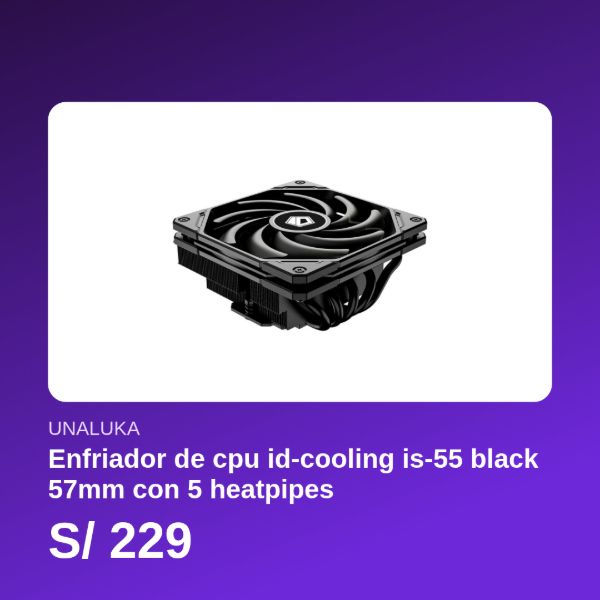 UNALUKA
Enfriador de cpu id-cooling is-55 black
57mm con 5 heatpipes
S/ 229